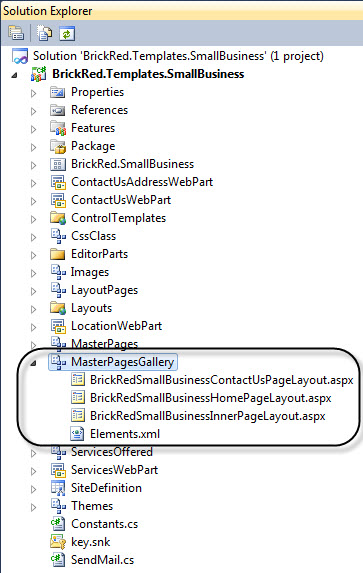 Solution Explorer
Solution 'BrickRed.Templates.SmallBusiness' (1 project)
BrickRed.Templates.SmallBusiness
Properties
References
Features
Package
BrickRed.SmallBusiness
ContactUsAddressWebPart
ContactUsWebPart
ControlTemplates
CssClass
EditorParts
Images
LayoutPages
Layouts
LocationWebPart
MasterPages
MasterPagesGallery
BrickRedSmallBusinessContactUsPageLayout.aspx
BrickRedSmallBusinessHomePageLayout.aspx
BrickRedSmallBusinessInnerPageLayout.aspx
Elements.xml
ServicesOffered
ServicesWebPart
SiteDefinition
Themes
Constants.cs
key.snk
SendMail.cs